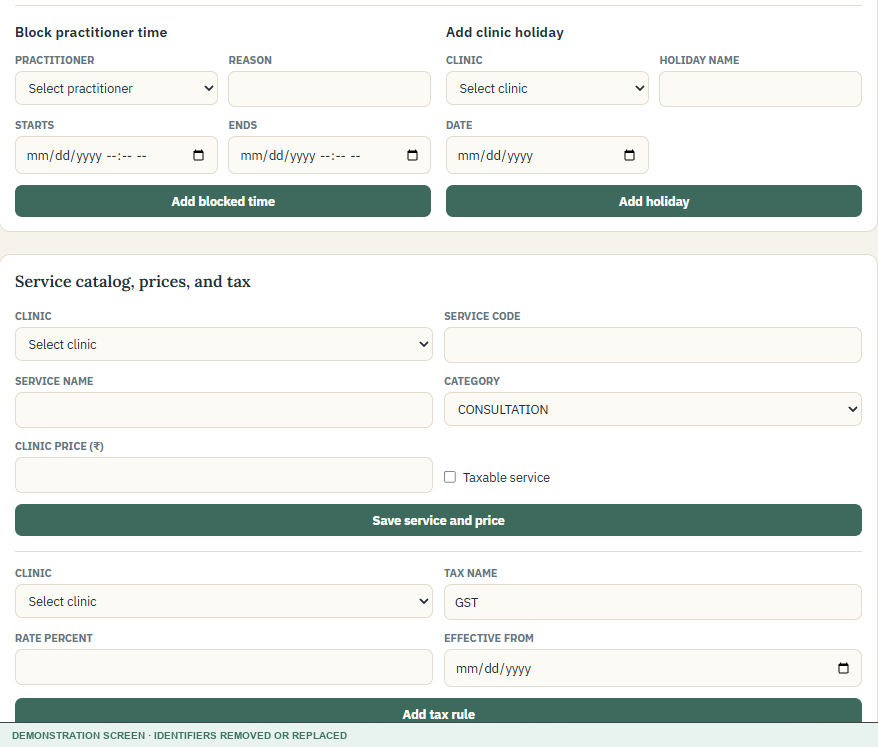 Block practitioner time
Add clinic holiday
PRACTITIONER
REASON
CLINIC
HOLIDAY NAME
Select practitioner
Select clinic
STARTS
ENDS
DATE
mm/dd/yyyy --:-- --
mm/dd/yyyy --:-- --
mm/dd/yyyy
Add blocked time
Add holiday
Service catalog, prices, and tax
CLINIC
SERVICE CODE
Select clinic
SERVICE NAME
CATEGORY
CONSULTATION
CLINIC PRICE (₹)
Taxable service
Save service and price
CLINIC
TAX NAME
Select clinic
GST
RATE PERCENT
EFFECTIVE FROM
mm/dd/yyyy
Add tax rule
DEMONSTRATION SCREEN · IDENTIFIERS REMOVED OR REPLACED